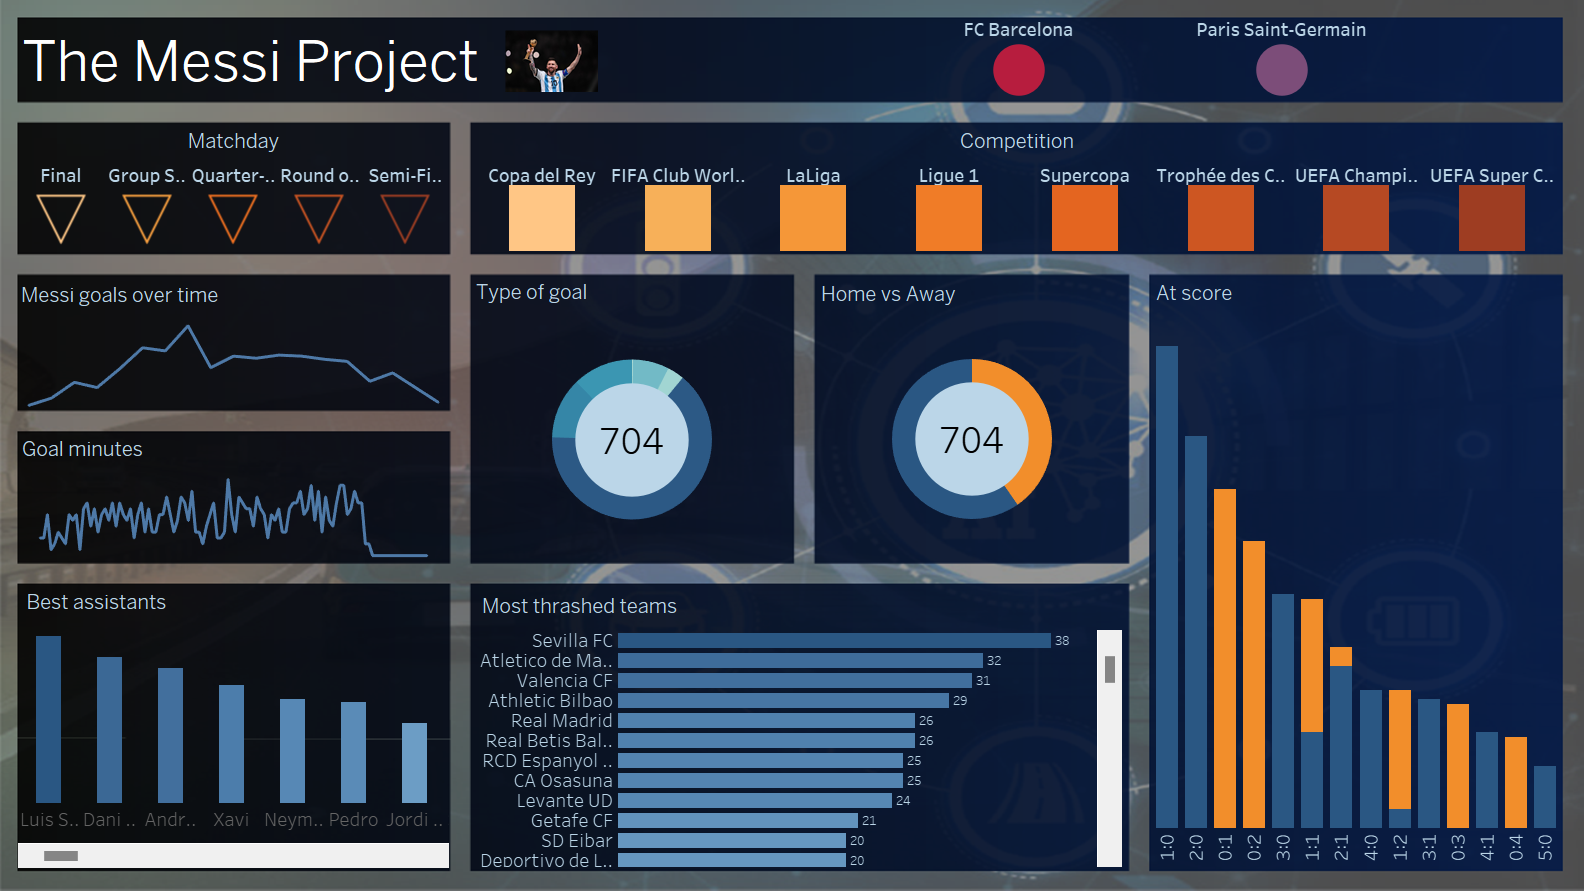 The Messi Project
FC Barcelona
Paris Saint-Germain
Matchday
Final
Group S..
Quarter-..
Round o..
Semi-Fi..
Competition
Copa del Rey
FIFA Club Worl..
LaLiga
Ligue 1
Supercopa
Trophée des C..
UEFA Champi..
UEFA Super C..
Messi goals over time
Goal minutes
Type of goal
704
Home vs Away
704
At score
1:0
2:0
0:1
0:2
3:0
1:1
2:1
4:0
1:2
3:1
0:3
4:1
0:4
5:0
Best assistants
Luis S..
Dani ..
Andr..
Xavi
Neym..
Pedro
Jordi ..
Most thrashed teams
Sevilla FC 38
Atletico de Ma.. 32
Valencia CF 31
Athletic Bilbao 29
Real Madrid 26
Real Betis Bal.. 26
RCD Espanyol .. 25
CA Osasuna 25
Levante UD 24
Getafe CF 21
SD Eibar 20
Deportivo de L.. 20